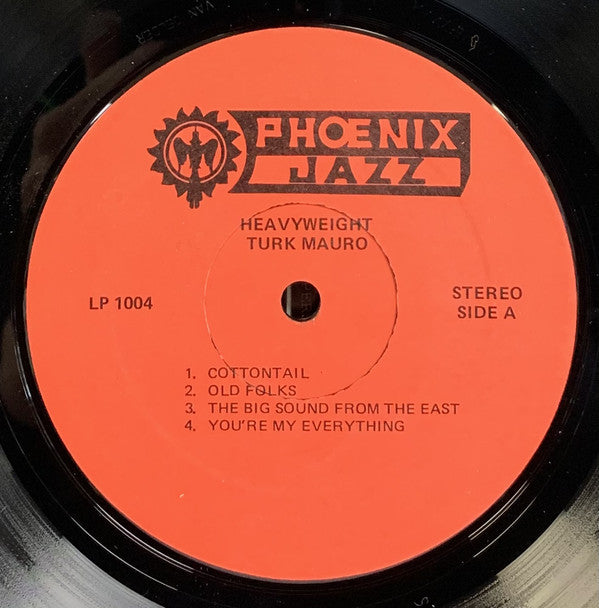 PHŒNIX
JAZZ
HEAVYWEIGHT
TURK MAURO
LP 1004
STEREO
SIDE A
1. COTTONTAIL
2. OLD FOLKS
3. THE BIG SOUND FROM THE EAST
4. YOU'RE MY EVERYTHING